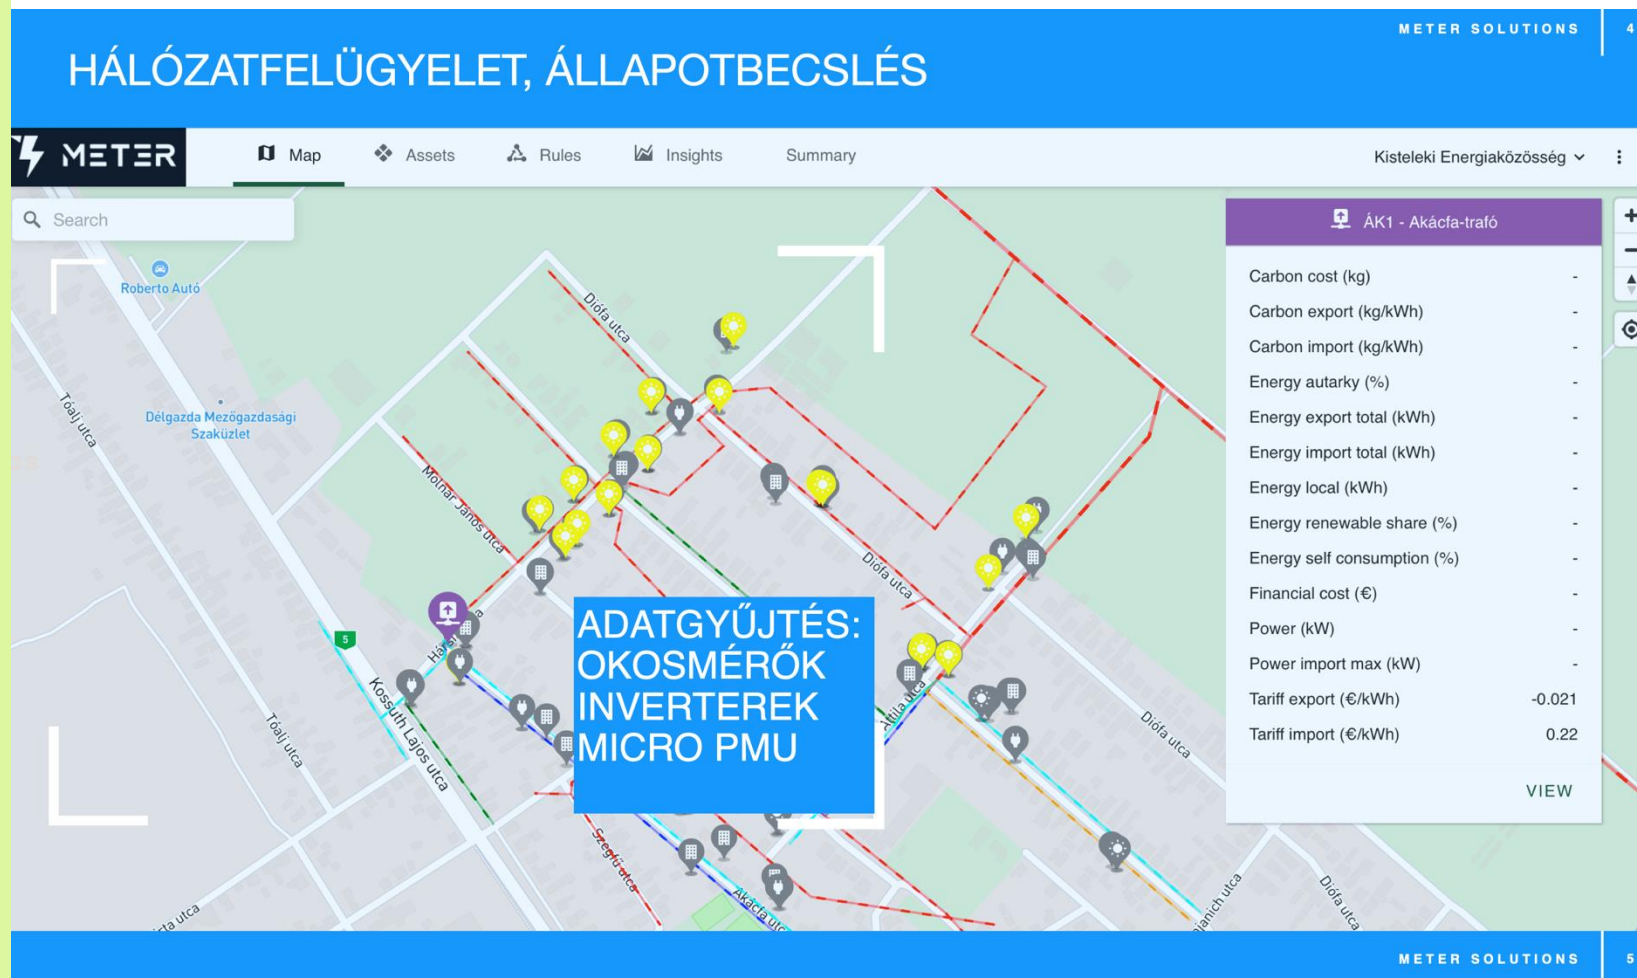 METER SOLUTIONS 4
HÁLÓZATFELÜGYELET, ÁLLAPOTBECSLÉS
METER
Map
Assets
Rules
Insights
Summary
Kisteleki Energiaközösség
Search
Roberto Autó
Délgazda Mezőgazdasági
Szaküzlet
Tóalj utca
Diófa utca
Molnár János utca
Diófa utca
5
Kossuth Lajos utca
Tóalj utca
Attila utca
Diófa utca
Szegfű utca
Akácfa utc
janich utca
Diófa utca
rta utca
ADATGYŰJTÉS:
OKOSMÉRŐK
INVERTEREK
MICRO PMU
ÁK1 - Akácfa-trafó
Carbon cost (kg) -
Carbon export (kg/kWh) -
Carbon import (kg/kWh) -
Energy autarky (%) -
Energy export total (kWh) -
Energy import total (kWh) -
Energy local (kWh) -
Energy renewable share (%) -
Energy self consumption (%) -
Financial cost (€) -
Power (kW) -
Power import max (kW) -
Tariff export (€/kWh) -0.021
Tariff import (€/kWh) 0.22
VIEW
METER SOLUTIONS 5